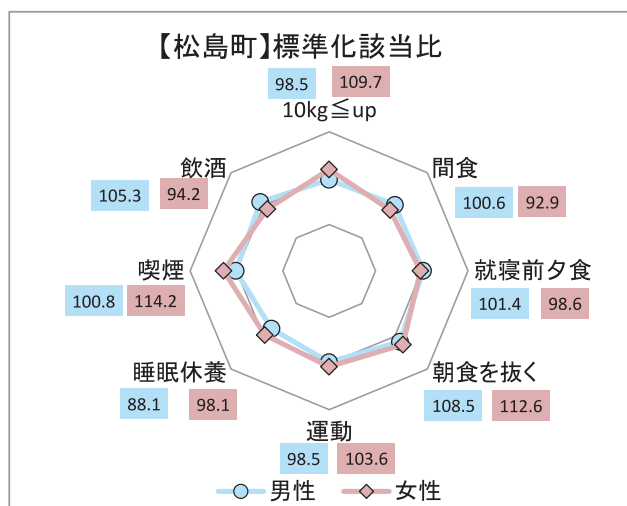 【松島町】標準化該当比
98.5 109.7
10kg≦up
飲酒
105.3 94.2
間食
100.6 92.9
喫煙
100.8 114.2
就寝前夕食
101.4 98.6
睡眠休養
88.1 98.1
朝食を抜く
108.5 112.6
運動
98.5 103.6
男性 女性